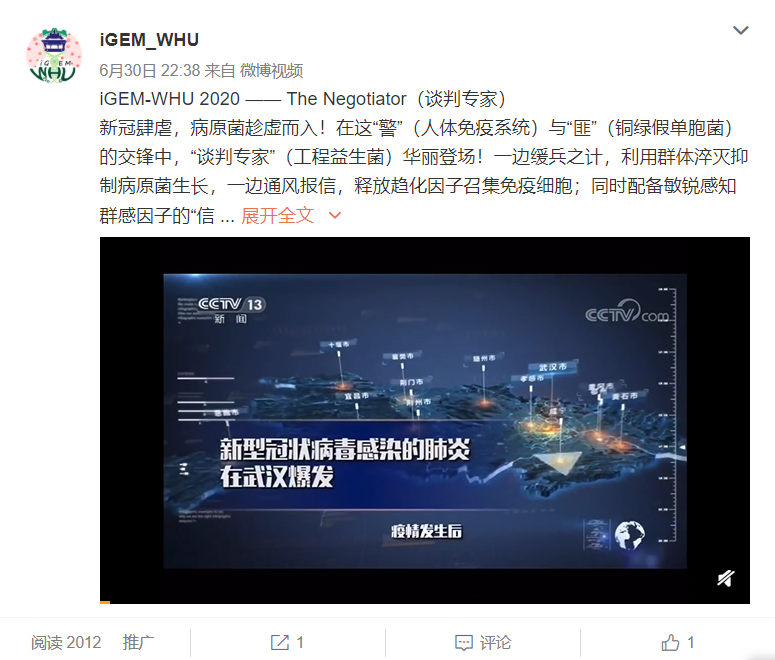 iGEM_WHU
6月30日 22:38 来自 微博视频
iGEM-WHU 2020 —— The Negotiator（谈判专家）
新冠肆虐，病原菌趁虚而入！在这“警”（人体免疫系统）与“匪”（铜绿假单胞菌）
的交锋中，“谈判专家”（工程益生菌）华丽登场！一边缓兵之计，利用群体淬灭抑
制病原菌生长，一边通风报信，释放趋化因子召集免疫细胞；同时配备敏锐感知
群感因子的“信 ... 展开全文
CCTV 13
新闻
CCTV.com
十堰市
襄樊市
随州市
武汉市
孝感市
荆门市
黄冈市
宜昌市
荆州市
黄石市
咸宁
恩施市
新型冠状病毒感染的肺炎
在武汉爆发
疫情发生后
阅读 2012 推广 1 评论 1